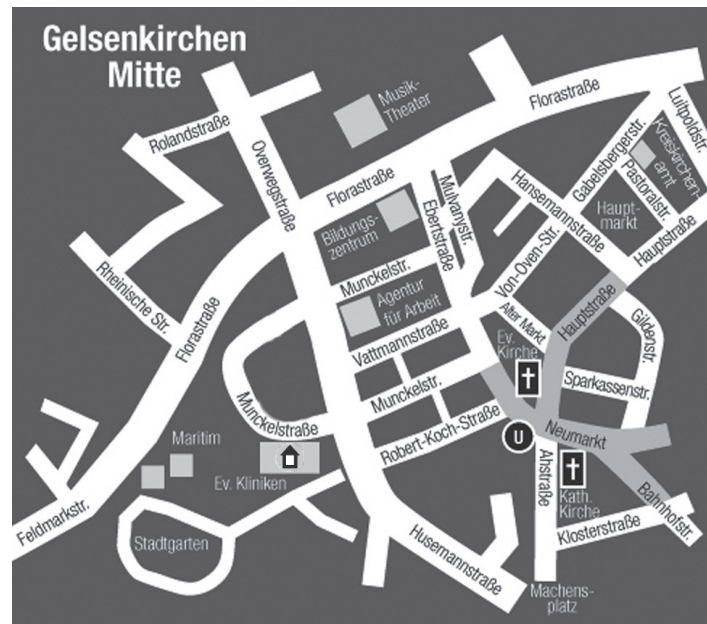 Gelsenkirchen
Mitte
Musik-
Theater
Florastraße
Luitpoldstr.
Rolandstraße
Overwegstraße
Gabelsbergerstr.
Kreiskirchen-
amt
Pastoralstr.
Florastraße
Mulvanystr.
Ebertstraße
Hansemannstraße
Haupt-
markt
Hauptstraße
Bildungs-
zentrum
Von-Oven-Str.
Rheinische Str.
Munckelstr.
Agentur
für Arbeit
Florastraße
Vattmannstraße
Alter Markt
Hauptstraße
Gildenstr.
Ev.
Kirche
Munckelstr.
Sparkassenstr.
Munckelstraße
Robert-Koch-Straße
U
Neumarkt
Maritim
Ev. Kliniken
Ahstraße
Kath.
Kirche
Bahnhofstr.
Feldmarkstr.
Stadtgarten
Husemannstraße
Klosterstraße
Machens-
platz